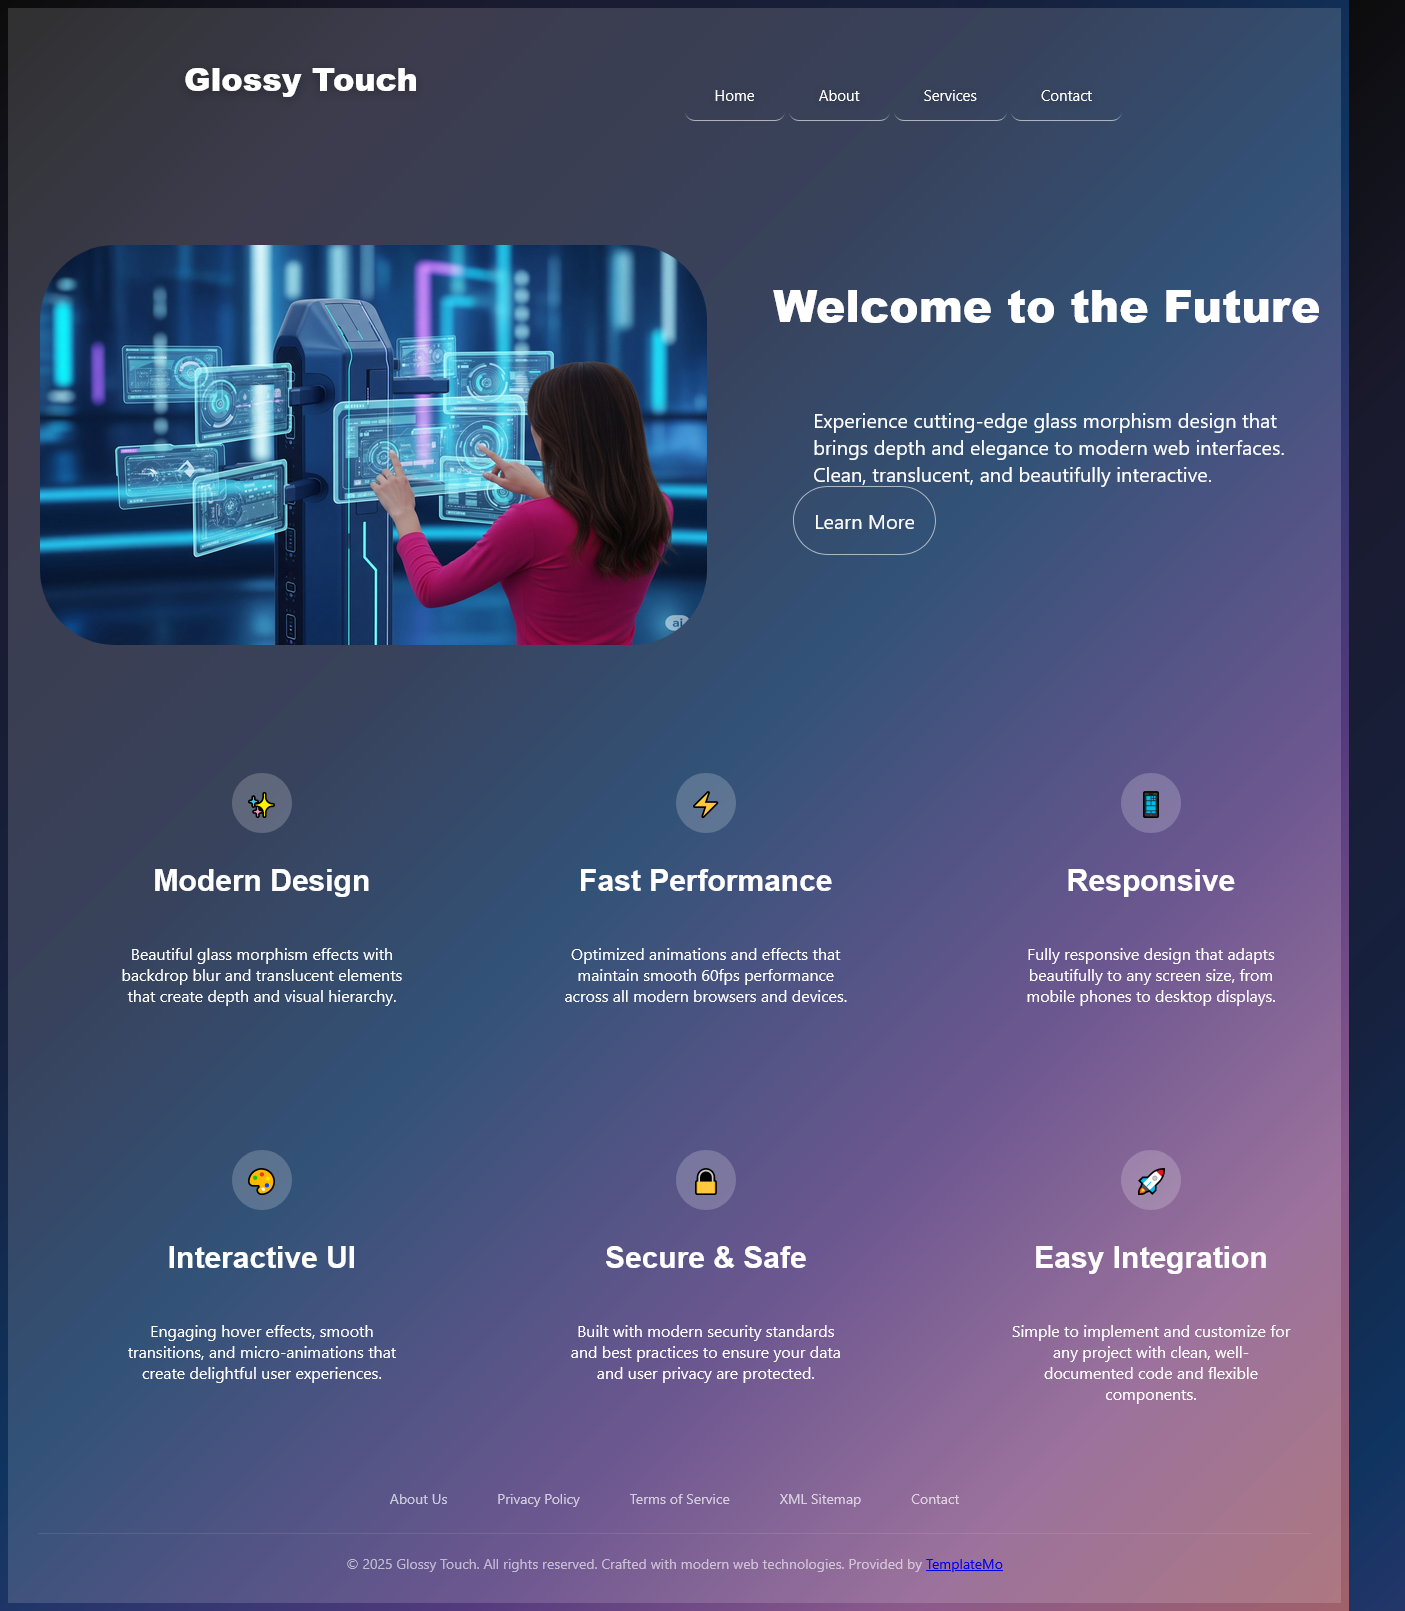 Glossy Touch
Home
About
Services
Contact
Welcome to the Future
Experience cutting-edge glass morphism design that
brings depth and elegance to modern web interfaces.
Clean, translucent, and beautifully interactive.
Learn More
ai
Modern Design
Fast Performance
Responsive
Beautiful glass morphism effects with
backdrop blur and translucent elements
that create depth and visual hierarchy.
Optimized animations and effects that
maintain smooth 60fps performance
across all modern browsers and devices.
Fully responsive design that adapts
beautifully to any screen size, from
mobile phones to desktop displays.
Interactive UI
Secure & Safe
Easy Integration
Engaging hover effects, smooth
transitions, and micro-animations that
create delightful user experiences.
Built with modern security standards
and best practices to ensure your data
and user privacy are protected.
Simple to implement and customize for
any project with clean, well-
documented code and flexible
components.
About Us
Privacy Policy
Terms of Service
XML Sitemap
Contact
© 2025 Glossy Touch. All rights reserved. Crafted with modern web technologies. Provided by TemplateMo